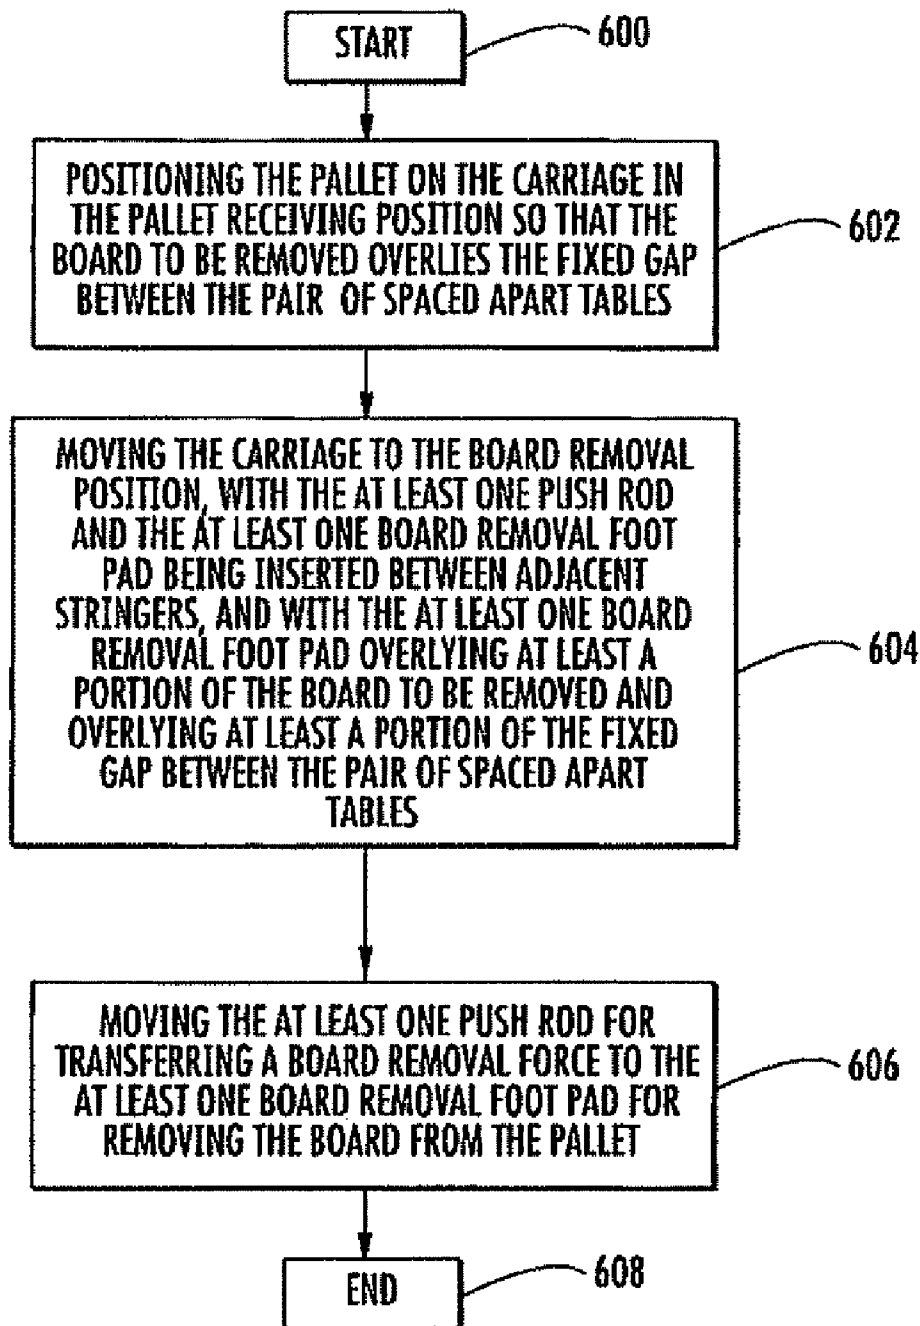 START
600
POSITIONING THE PALLET ON THE CARRIAGE IN
THE PALLET RECEIVING POSITION SO THAT THE
BOARD TO BE REMOVED OVERLIES THE FIXED GAP
BETWEEN THE PAIR OF SPACED APART TABLES
602
MOVING THE CARRIAGE TO THE BOARD REMOVAL
POSITION, WITH THE AT LEAST ONE PUSH ROD
AND THE AT LEAST ONE BOARD REMOVAL FOOT
PAD BEING INSERTED BETWEEN ADJACENT
STRINGERS, AND WITH THE AT LEAST ONE BOARD
REMOVAL FOOT PAD OVERLYING AT LEAST A
PORTION OF THE BOARD TO BE REMOVED AND
OVERLYING AT LEAST A PORTION OF THE FIXED
GAP BETWEEN THE PAIR OF SPACED APART
TABLES
604
MOVING THE AT LEAST ONE PUSH ROD FOR
TRANSFERRING A BOARD REMOVAL FORCE TO THE
AT LEAST ONE BOARD REMOVAL FOOT PAD FOR
REMOVING THE BOARD FROM THE PALLET
606
END
608